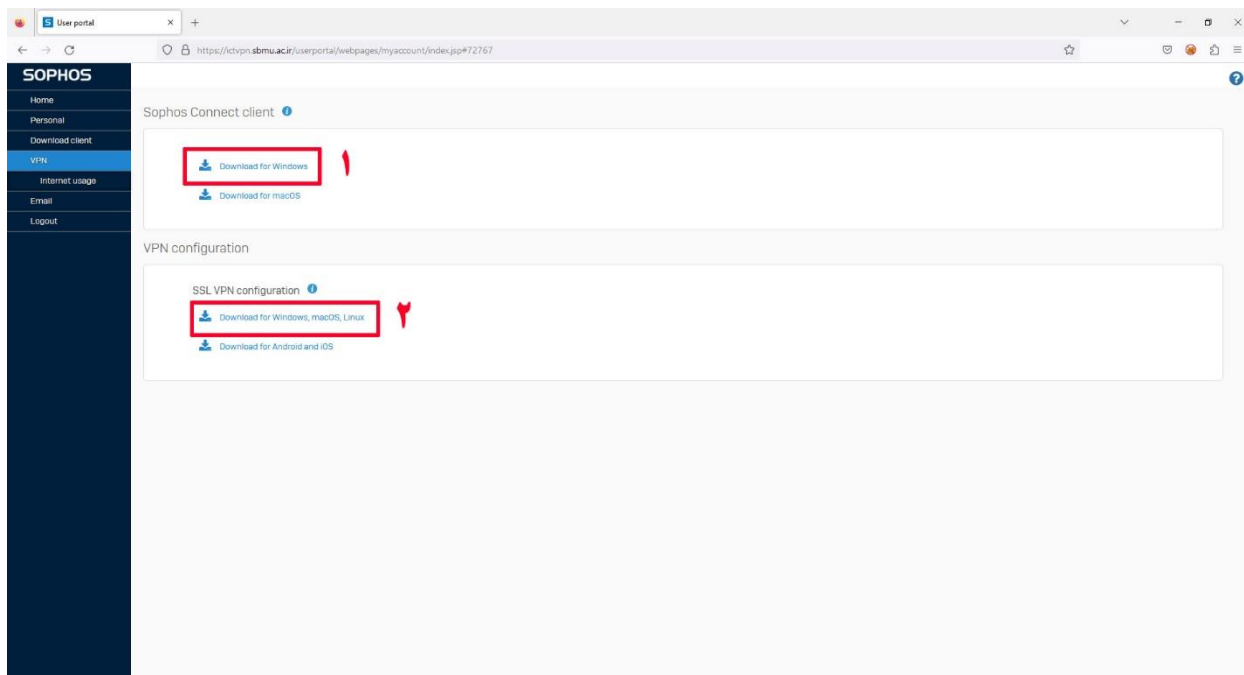 User portal
https://ictvpn.sbmu.ac.ir/userportal/webpages/myaccount/index.jsp#72767
SOPHOS
Home
Personal
Download client
VPN
Internet usage
Email
Logout
Sophos Connect client
Download for Windows
۱
Download for macOS
VPN configuration
SSL VPN configuration
Download for Windows, macOS, Linux
۲
Download for Android and iOS